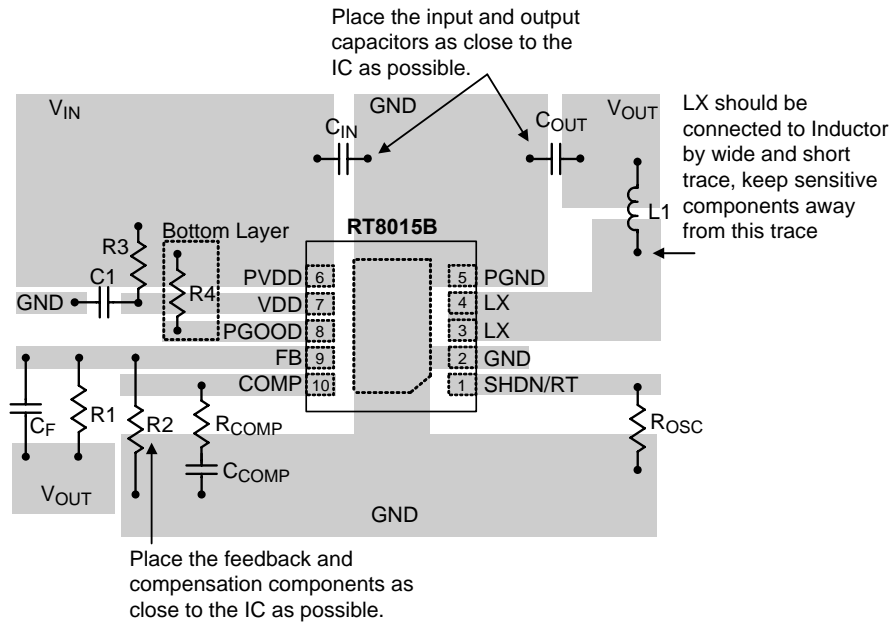 Place the input and output
capacitors as close to the
IC as possible.
VIN
GND
CIN
COUT
VOUT
LX should be
connected to Inductor
by wide and short
trace, keep sensitive
components away
from this trace
L1
RT8015B
Bottom Layer
R3
C1
R4
GND
PVDD 6
5 PGND
VDD 7
4 LX
PGOOD 8
3 LX
FB 9
2 GND
COMP 10
1 SHDN/RT
CF
R1
R2
RCOMP
CCOMP
ROSC
VOUT
GND
Place the feedback and
compensation components as
close to the IC as possible.